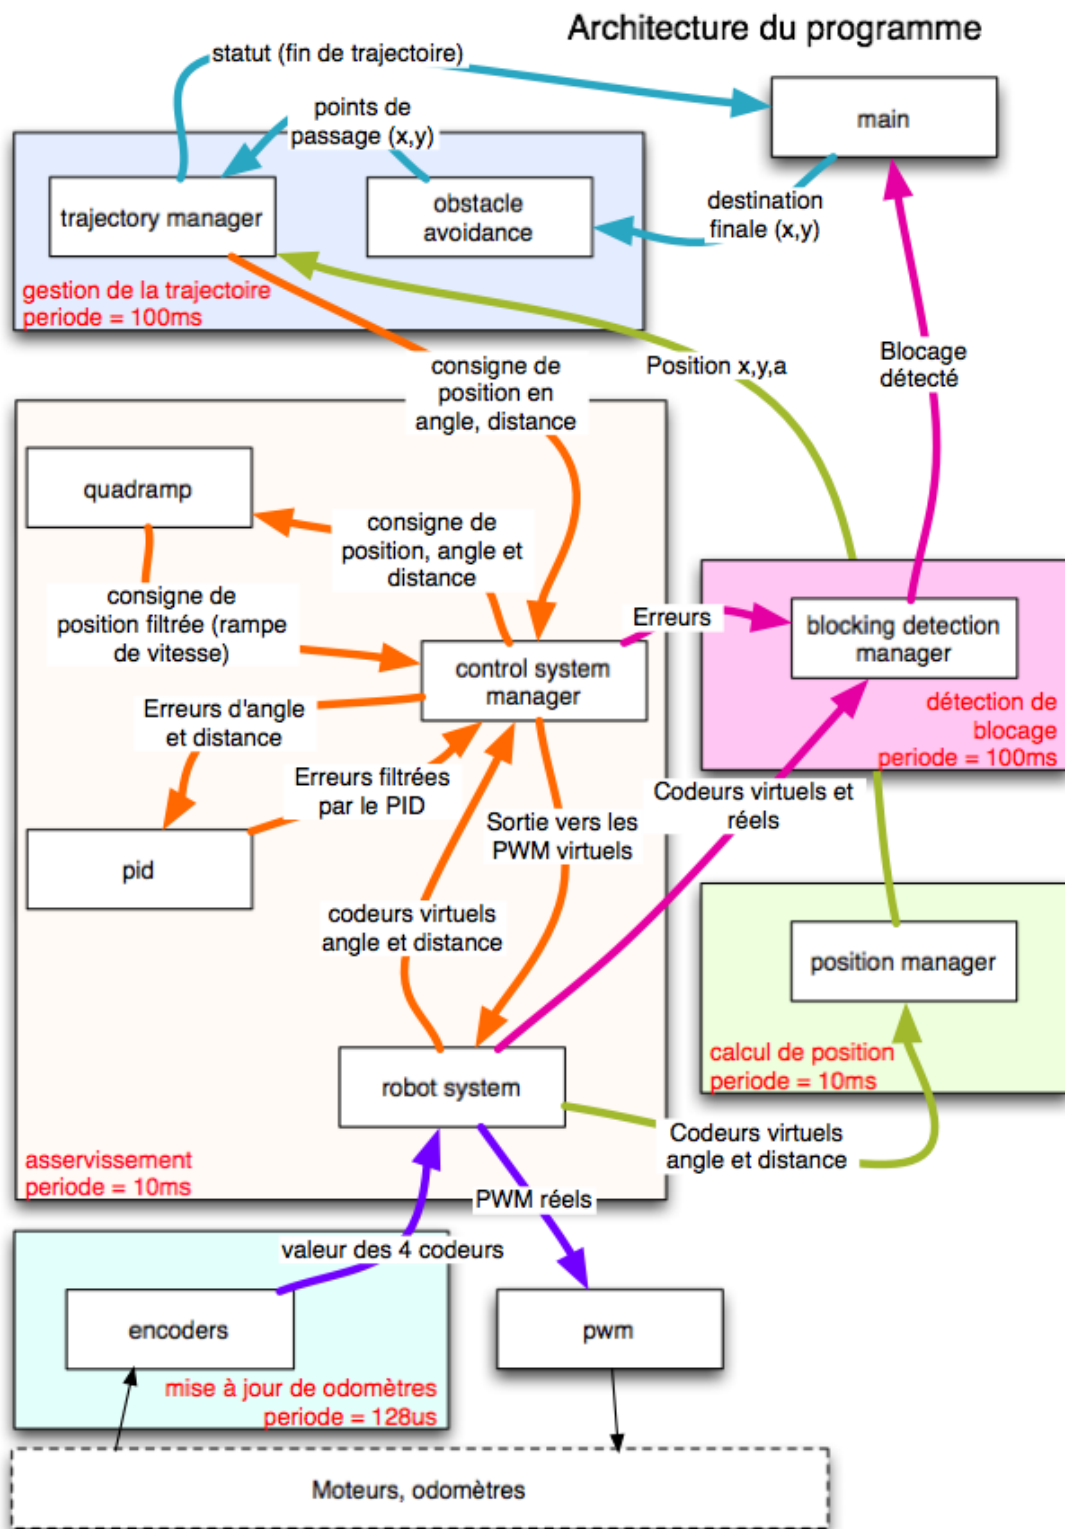 Architecture du programme
statut (fin de trajectoire)
main
points de
passage (x,y)
trajectory manager
obstacle
avoidance
destination
finale (x,y)
gestion de la trajectoire
periode = 100ms
consigne de
position en
angle, distance
Position x,y,a
Blocage
détecté
quadramp
consigne de
position, angle et
distance
consigne de
position filtrée (rampe
de vitesse)
Erreurs
blocking detection
manager
control system
manager
détection de
blocage
periode = 100ms
Erreurs d'angle
et distance
Erreurs filtrées
par le PID
Codeurs virtuels et
réels
Sortie vers les
PWM virtuels
pid
codeurs virtuels
angle et distance
position manager
calcul de position
periode = 10ms
robot system
Codeurs virtuels
angle et distance
asservissement
periode = 10ms
PWM réels
valeur des 4 codeurs
encoders
pwm
mise à jour de odomètres
periode = 128us
Moteurs, odomètres